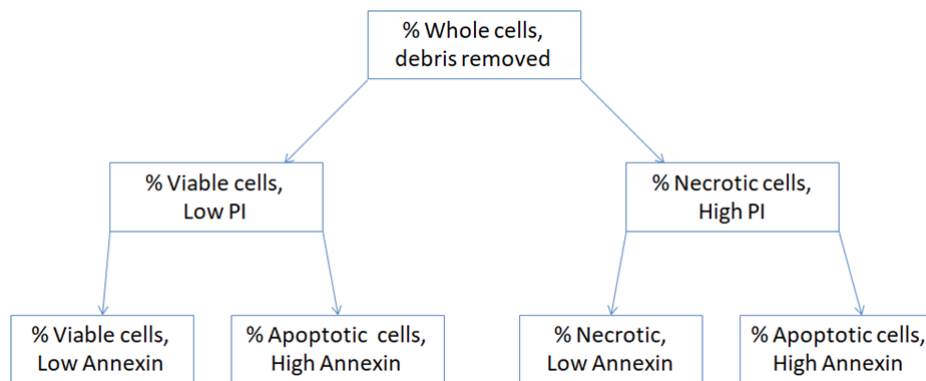 % Whole cells,
debris removed
% Viable cells,
Low PI
% Necrotic cells,
High PI
% Viable cells,
Low Annexin
% Apoptotic cells,
High Annexin
% Necrotic,
Low Annexin
% Apoptotic cells,
High Annexin